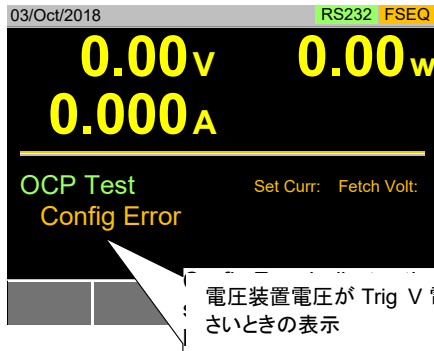 03/Oct/2018 RS232 FSEQ
0.00V 0.00W
0.000A
OCP Test Set Curr: Fetch Volt:
Config Error
電圧装置電圧が Trig V
さいときの表示